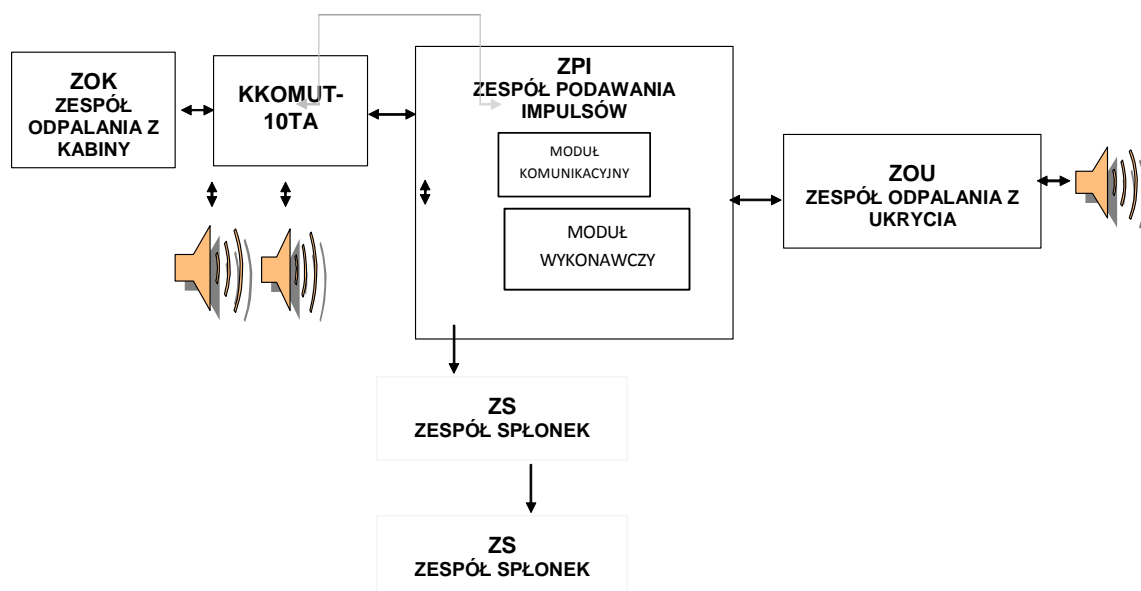 ZOK
ZESPÓŁ
ODPALANIA Z
KABINY
KKOMUT-
10TA
ZPI
ZESPÓŁ PODAWANIA
IMPULSÓW
MODUŁ
KOMUNIKACYJNY
MODUŁ
WYKONAWCZY
ZOU
ZESPÓŁ ODPALANIA Z
UKRYCIA
ZS
ZESPÓŁ SPŁONEK
ZS
ZESPÓŁ SPŁONEK